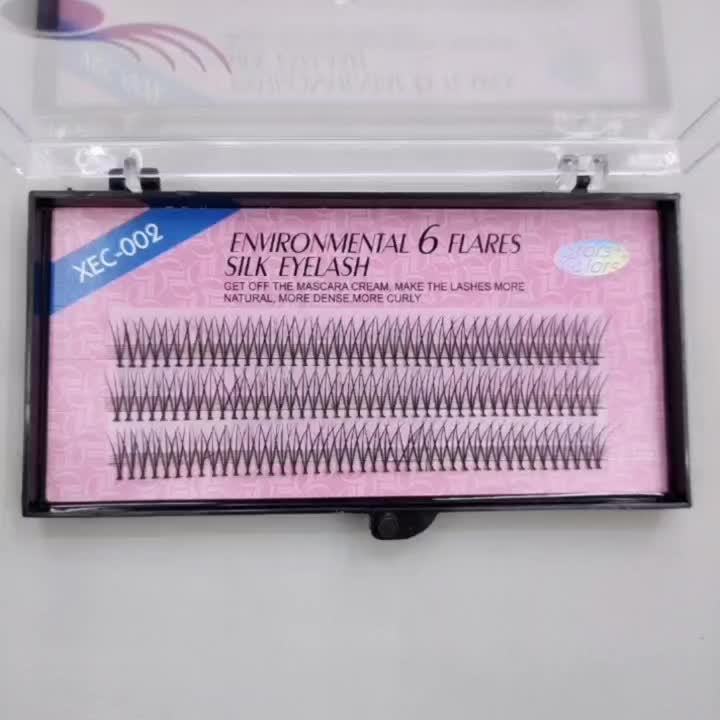 XEC-002
ENVIRONMENTAL 6 FLARES
SILK EYELASH
GET OFF THE MASCARA CREAM, MAKE THE LASHES MORE
NATURAL, MORE DENSE.MORE CURLY